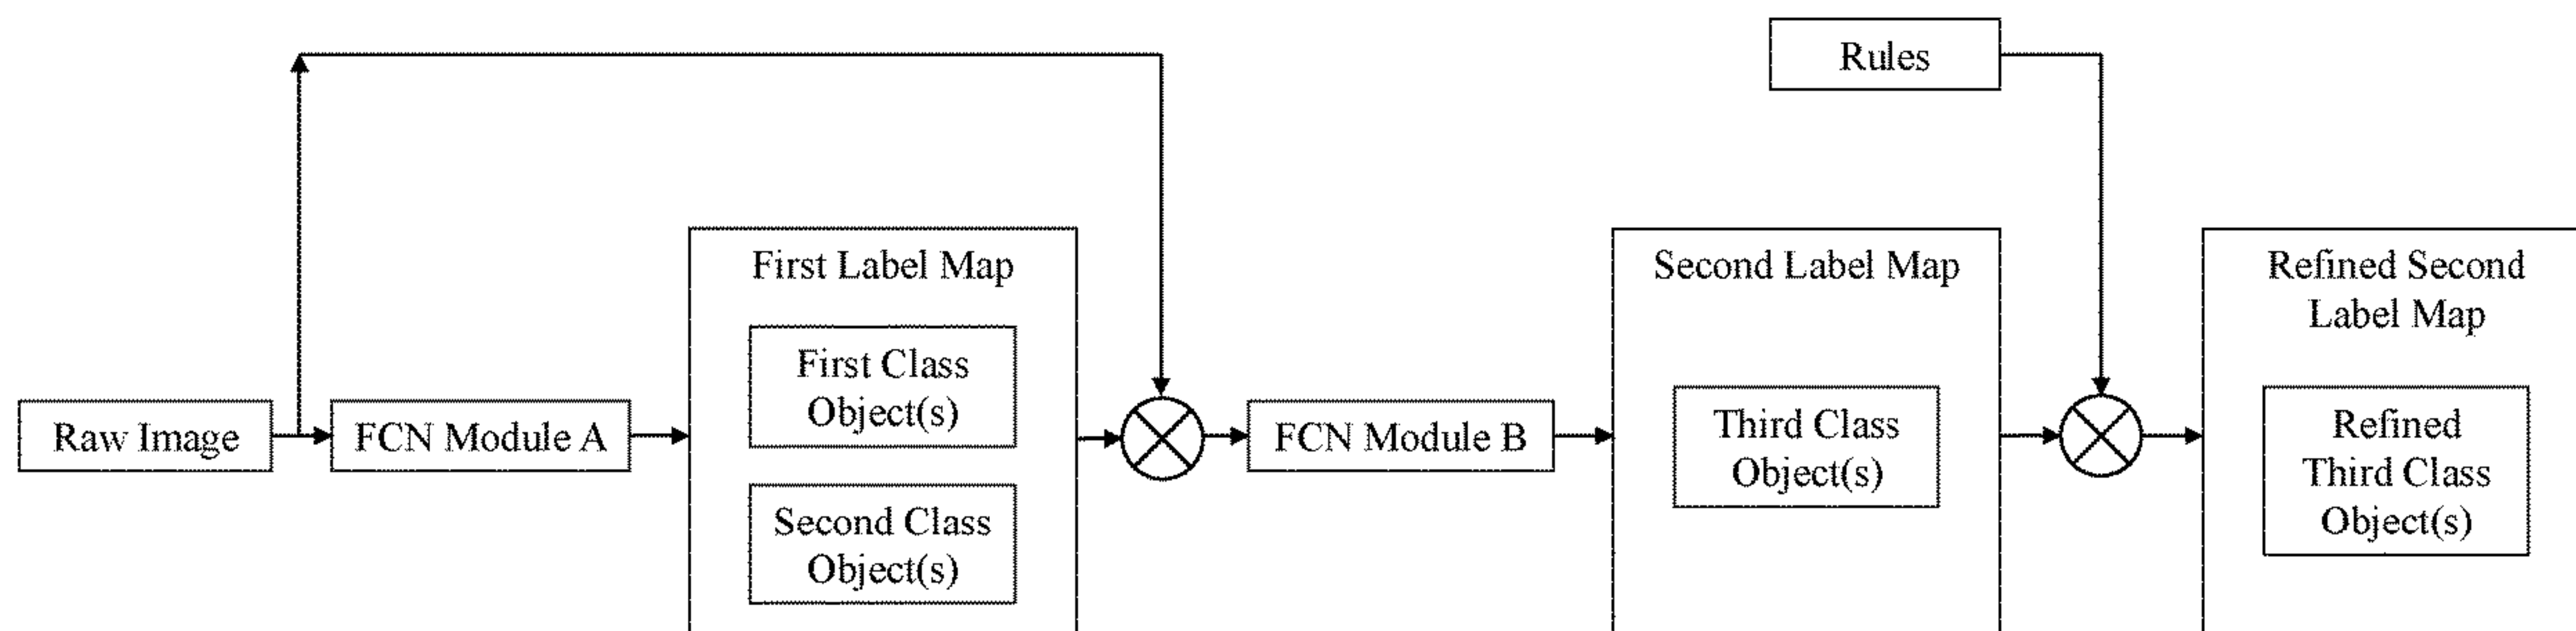 Rules
Raw Image
FCN Module A
First Label Map
First Class
Object(s)
Second Class
Object(s)
FCN Module B
Second Label Map
Third Class
Object(s)
Refined Second
Label Map
Refined
Third Class
Object(s)